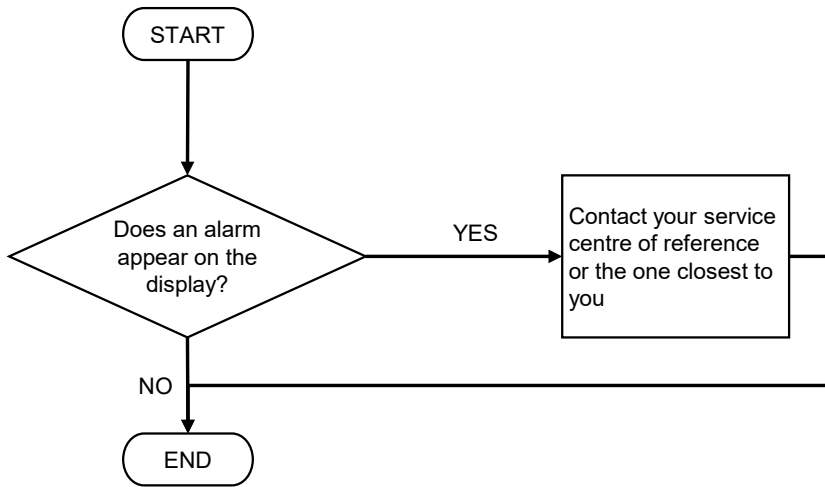 START
Does an alarm
appear on the
display?
YES
Contact your service
centre of reference
or the one closest to
you
NO
END